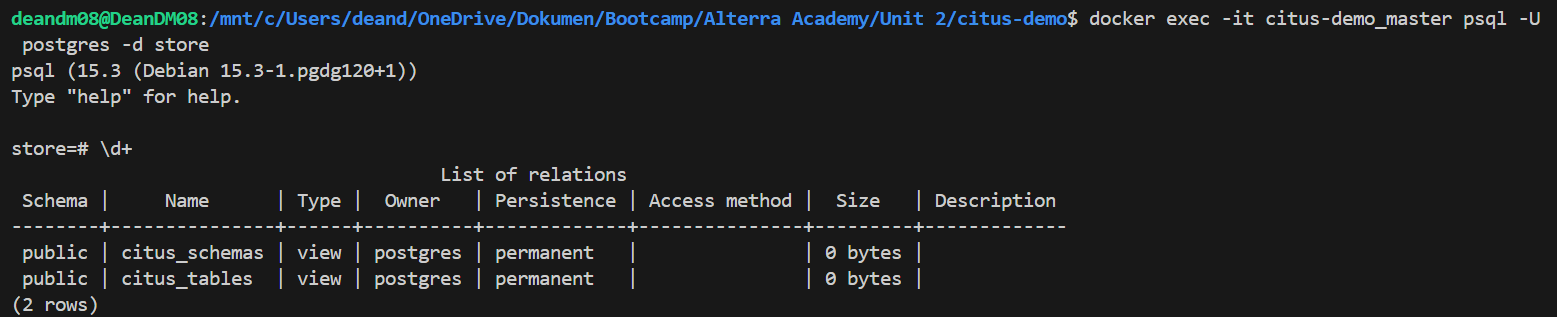 deandm08@DeanDM08:/mnt/c/Users/deand/OneDrive/Dokumen/Bootcamp/Alterra Academy/Unit 2/citus-demo$ docker exec -it citus-demo_master psql -U
 postgres -d store
psql (15.3 (Debian 15.3-1.pgdg120+1))
Type "help" for help.

store=# \d+
                                      List of relations
 Schema |     Name      | Type |  Owner   | Persistence | Access method |  Size   | Description
--------+---------------+------+----------+-------------+---------------+---------+-------------
 public | citus_schemas | view | postgres | permanent   |               | 0 bytes |
 public | citus_tables  | view | postgres | permanent   |               | 0 bytes |
(2 rows)